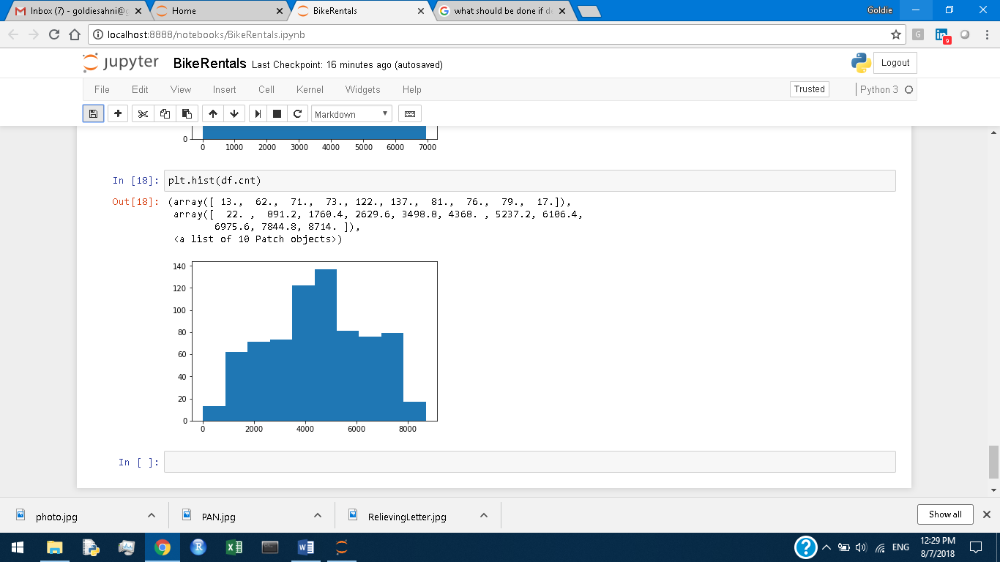 Inbox (7) - goldiesahni@g
Home
BikeRentals
what should be done if d
Goldie
localhost:8888/notebooks/BikeRentals.ipynb
G
in
9
jupyter BikeRentals Last Checkpoint: 16 minutes ago (autosaved)
Logout
File Edit View Insert Cell Kernel Widgets Help
Trusted
Python 3
Markdown
0
0 1000 2000 3000 4000 5000 6000 7000
In [18]: plt.hist(df.cnt)
Out[18]: (array([ 13., 62., 71., 73., 122., 137., 81., 76., 79., 17.]),
array([ 22. , 891.2, 1760.4, 2629.6, 3498.8, 4368. , 5237.2, 6106.4,
6975.6, 7844.8, 8714. ]),
<a list of 10 Patch objects>)
140
120
100
80
60
40
20
0
0 2000 4000 6000 8000
In [ ]:
photo.jpg
PAN.jpg
RelievingLetter.jpg
Show all
ENG
12:29 PM
8/7/2018